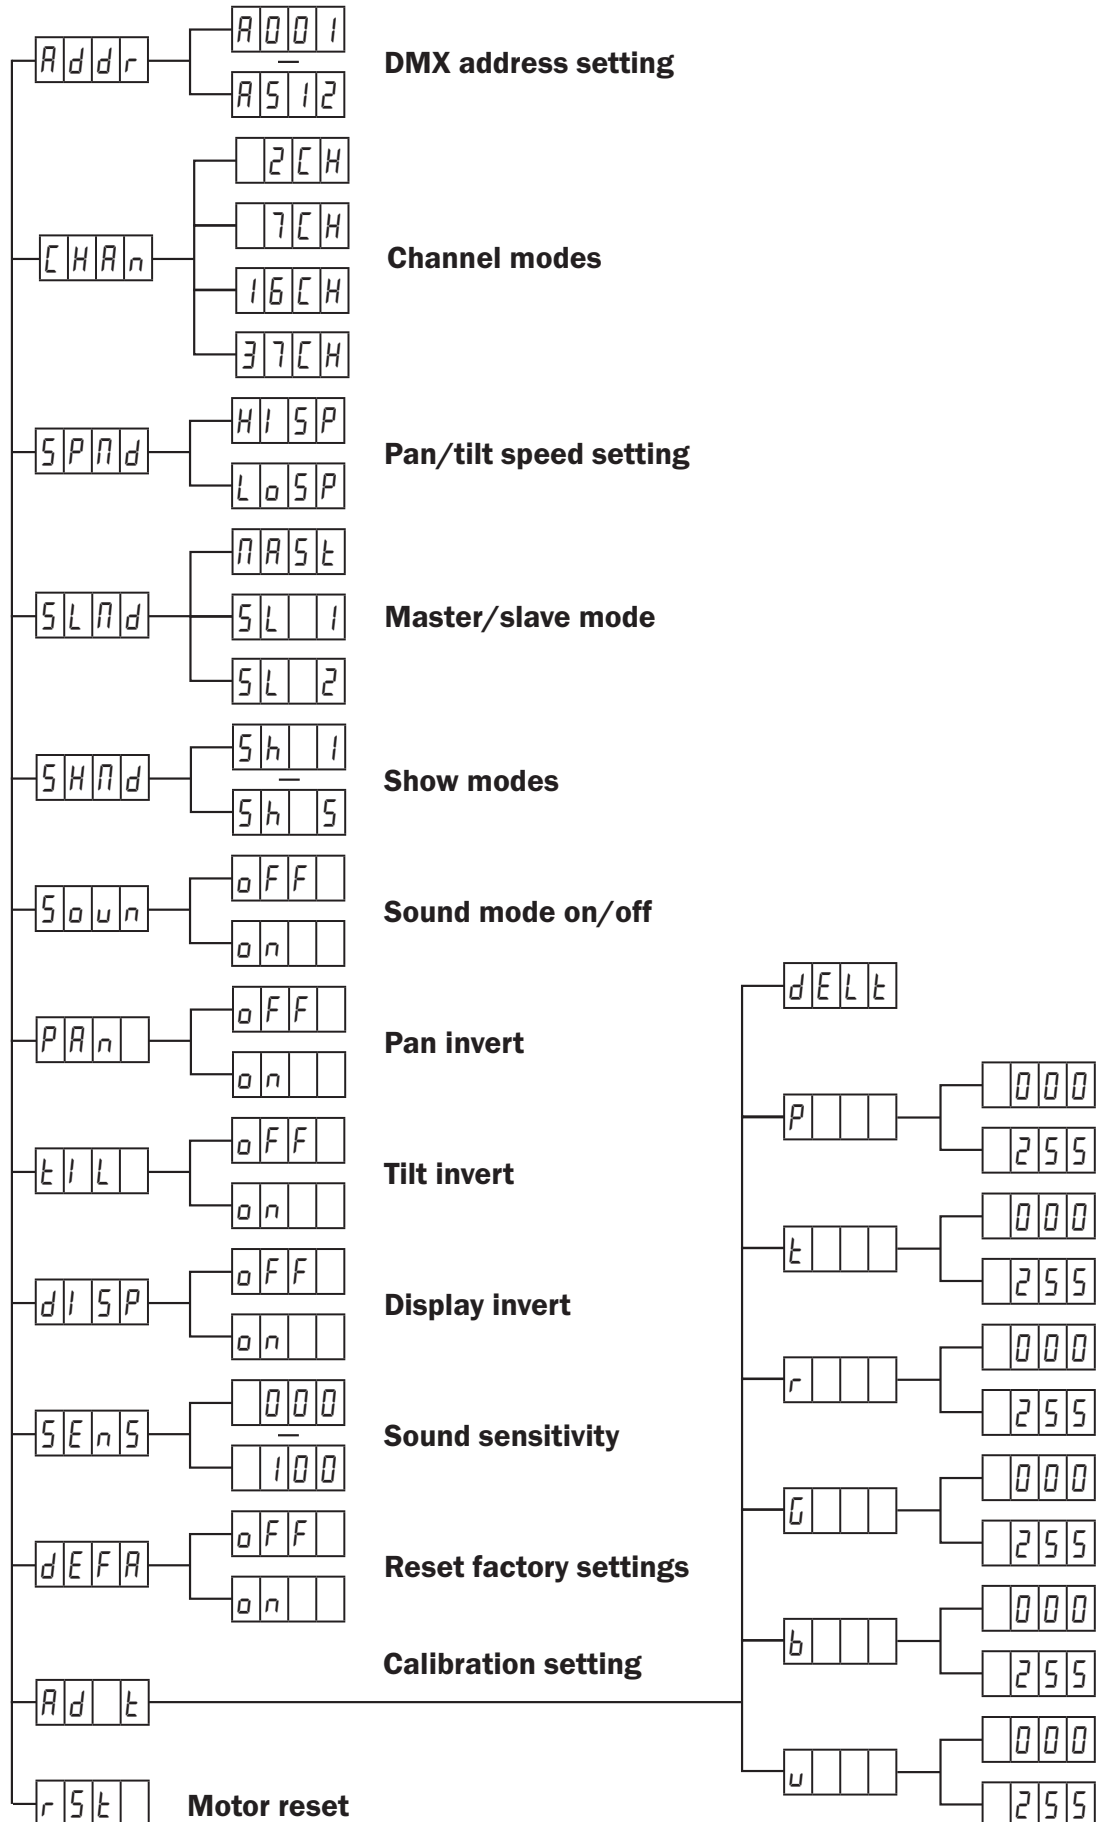 A001
Addr
DMX address setting
A512
2CH
7CH
CHAn
Channel modes
16CH
37CH
HISP
SPMd
Pan/tilt speed setting
LoSP
MASt
SLMd
SL 1
Master/slave mode
SL 2
Sh 1
SHMd
Show modes
Sh 5
oFF
Soun
Sound mode on/off
on
oFF
PAn
Pan invert
on
oFF
tIL
Tilt invert
on
oFF
dISP
Display invert
on
000
SEnS
Sound sensitivity
100
oFF
dEFA
Reset factory settings
on
Calibration setting
Ad t
dELt
P
000
255
t
000
255
r
000
255
G
000
255
b
000
255
u
000
255
rSt
Motor reset